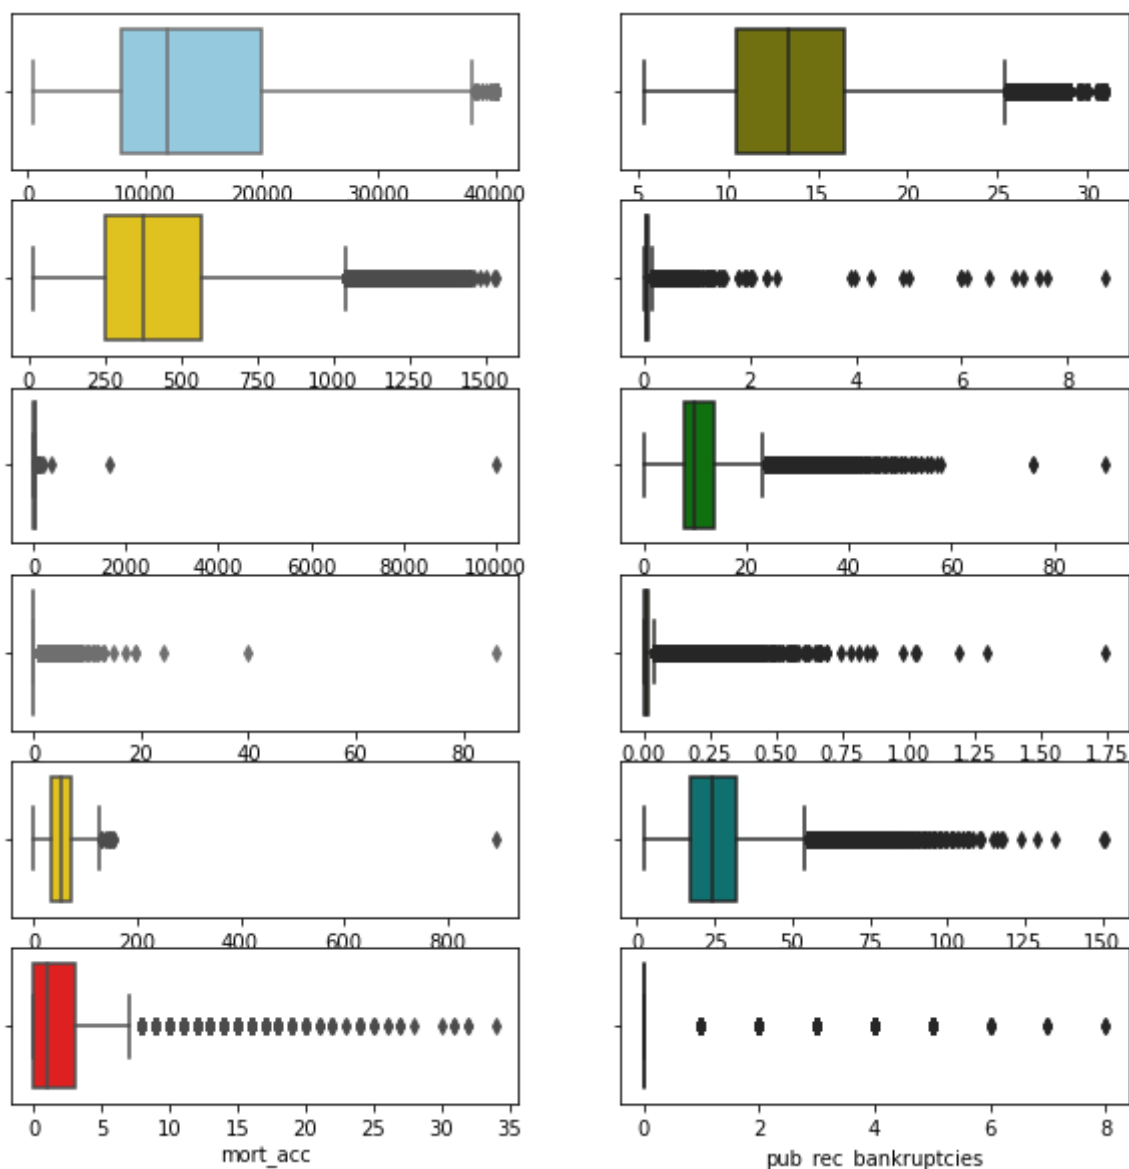 0 10000 20000 30000 40000
5 10 15 20 25 30
0 250 500 750 1000 1250 1500
0 2 4 6 8
0 2000 4000 6000 8000 10000
0 20 40 60 80
0 20 40 60 80
0.00 0.25 0.50 0.75 1.00 1.25 1.50 1.75
0 200 400 600 800
0 25 50 75 100 125 150
0 5 10 15 20 25 30 35
mort_acc
0 2 4 6 8
pub_rec_bankruptcies